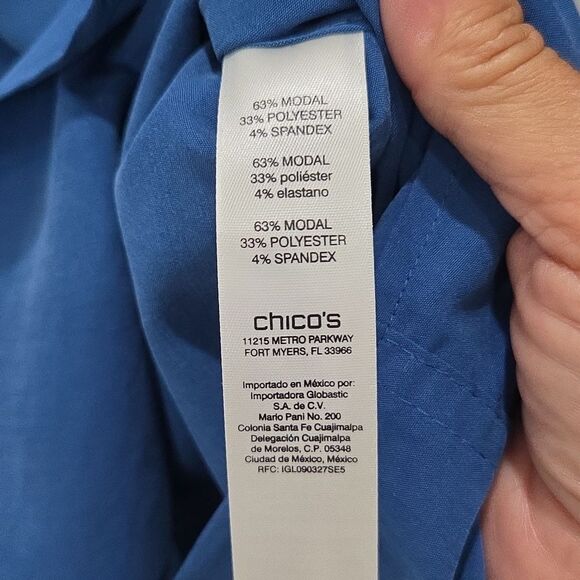 63% MODAL
33% POLYESTER
4% SPANDEX
63% MODAL
33% poliéster
4% elastano
63% MODAL
33% POLYESTER
4% SPANDEX
chico's
11215 METRO PARKWAY
FORT MYERS, FL 33966
Importado en México por:
Importadora Globastic
S.A. de C.V.
Mario Pani No. 200
Colonia Santa Fe Cuajimalpa
Delegación Cuajimalpa
de Morelos, C.P. 05348
Ciudad de México, México
RFC: IGL090327SE5